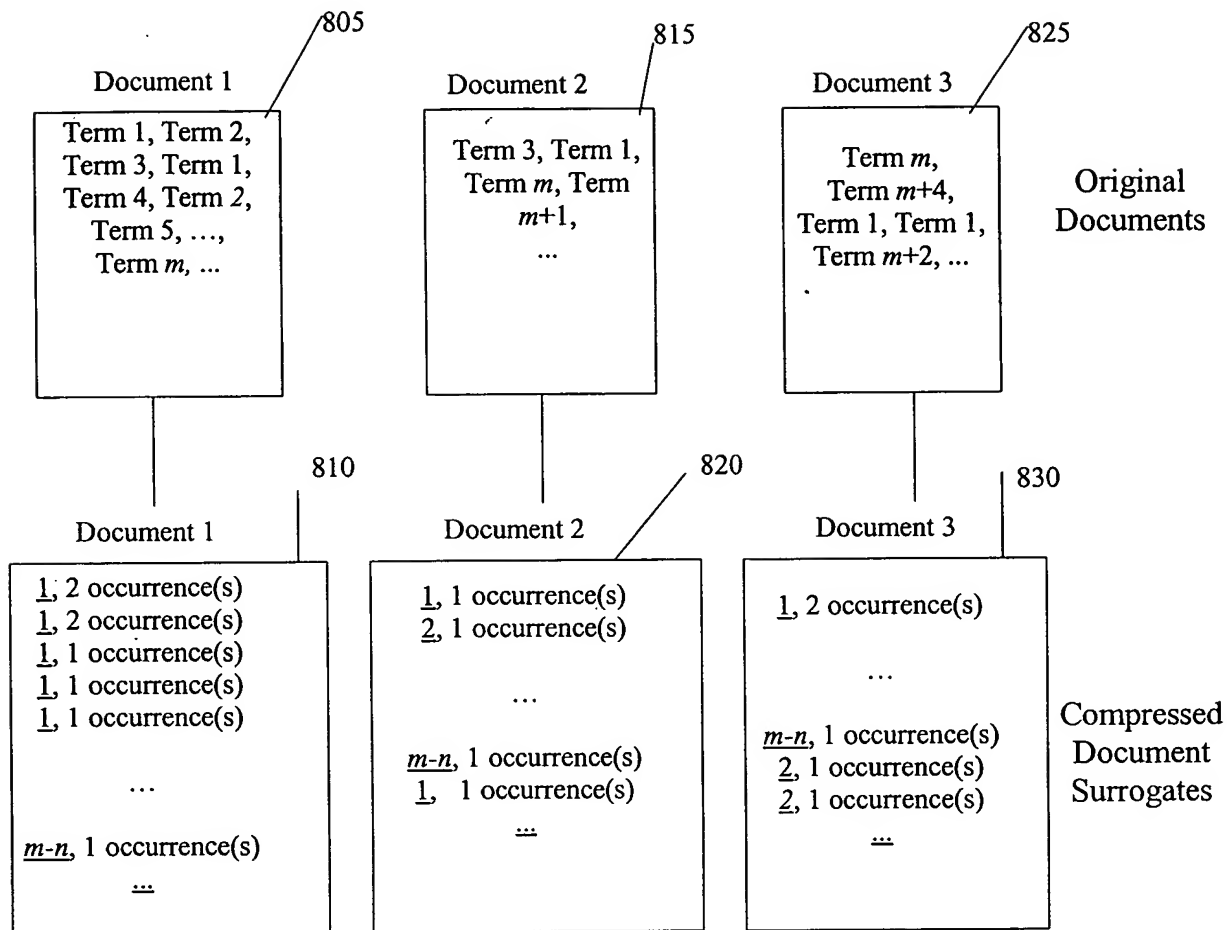 805
Document 1
Term 1, Term 2,
Term 3, Term 1,
Term 4, Term 2,
Term 5, ...,
Term m, ...
815
Document 2
Term 3, Term 1,
Term m, Term
m+1,
...
825
Document 3
Term m,
Term m+4,
Term 1, Term 1,
Term m+2, ...
Original
Documents
810
Document 1
1, 2 occurrence(s)
1, 2 occurrence(s)
1, 1 occurrence(s)
1, 1 occurrence(s)
1, 1 occurrence(s)
...
m-n, 1 occurrence(s)
...
820
Document 2
1, 1 occurrence(s)
2, 1 occurrence(s)
...
m-n, 1 occurrence(s)
1, 1 occurrence(s)
...
830
Document 3
1, 2 occurrence(s)
...
m-n, 1 occurrence(s)
2, 1 occurrence(s)
2, 1 occurrence(s)
...
Compressed
Document
Surrogates